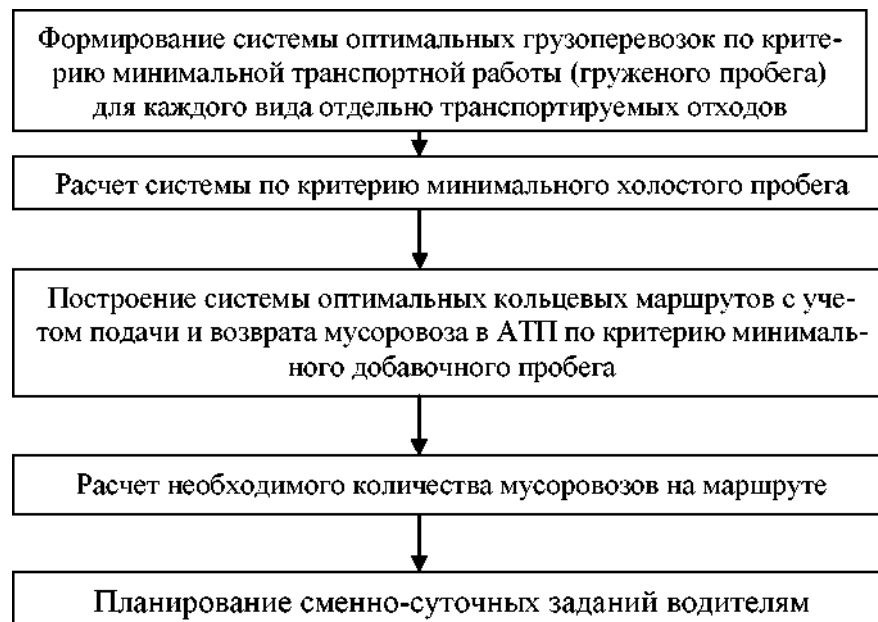 Формирование системы оптимальных грузоперевозок по крите-
рию минимальной транспортной работы (груженого пробега)
для каждого вида отдельно транспортируемых отходов
Расчет системы по критерию минимального холостого пробега
Построение системы оптимальных кольцевых маршрутов с уче-
том подачи и возврата мусоровоза в АТП по критерию минималь-
ного добавочного пробега
Расчет необходимого количества мусоровозов на маршруте
Планирование сменно-суточных заданий водителям